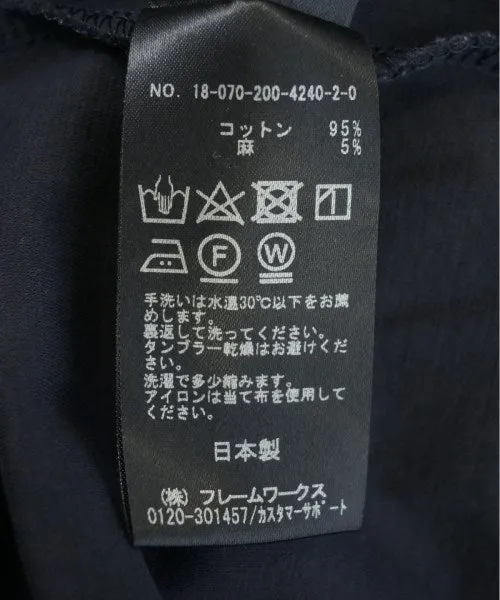 NO. 18-070-200-4240-2-0
コットン 95%
麻 5%
F W
手洗いは水温30℃以下をお薦
めします。
裏返して洗ってください。
タンブラー乾燥はお避けくだ
さい。
洗濯で多少縮みます。
アイロンは当て布を使用して
ください。
日本製
(株) フレームワークス
0120-301457/カスタマーサポート